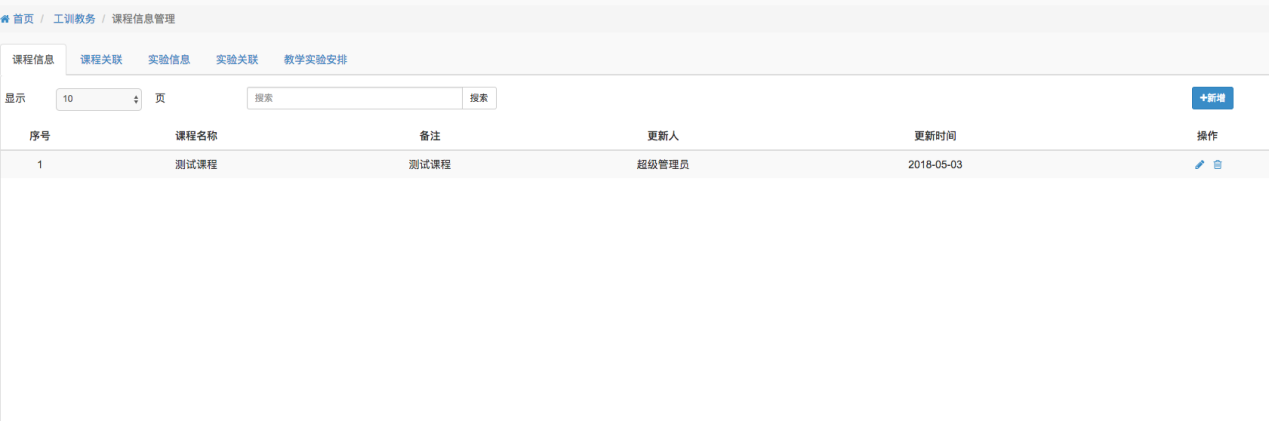 首页 / 工训教务 / 课程信息管理
课程信息 课程关联 实验信息 实验关联 教学实验安排
显示 10 页 搜索 搜索 +新增
序号 课程名称 备注 更新人 更新时间 操作
1 测试课程 测试课程 超级管理员 2018-05-03